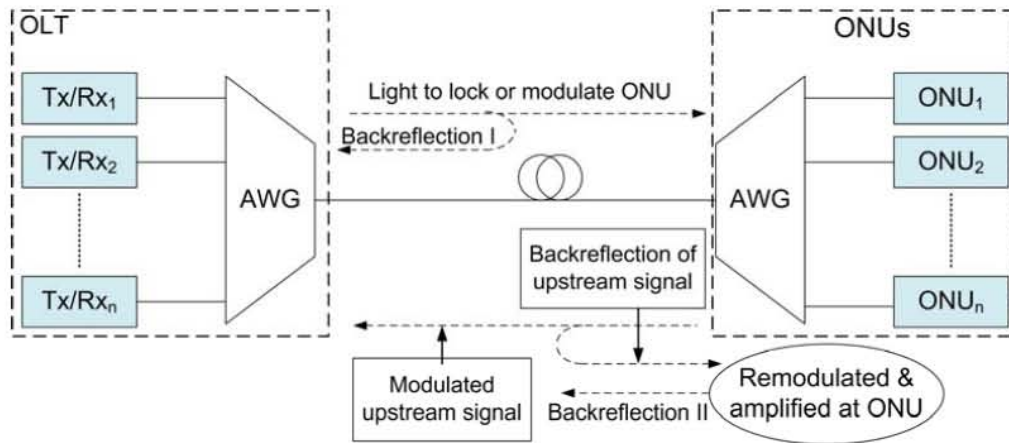 OLT
ONUs
Tx/Rx₁
Tx/Rx₂
Tx/Rxₙ
AWG
Light to lock or modulate ONU
Backreflection I
AWG
ONU₁
ONU₂
ONUₙ
Backreflection of
upstream signal
Modulated
upstream signal
Backreflection II
Remodulated &
amplified at ONU